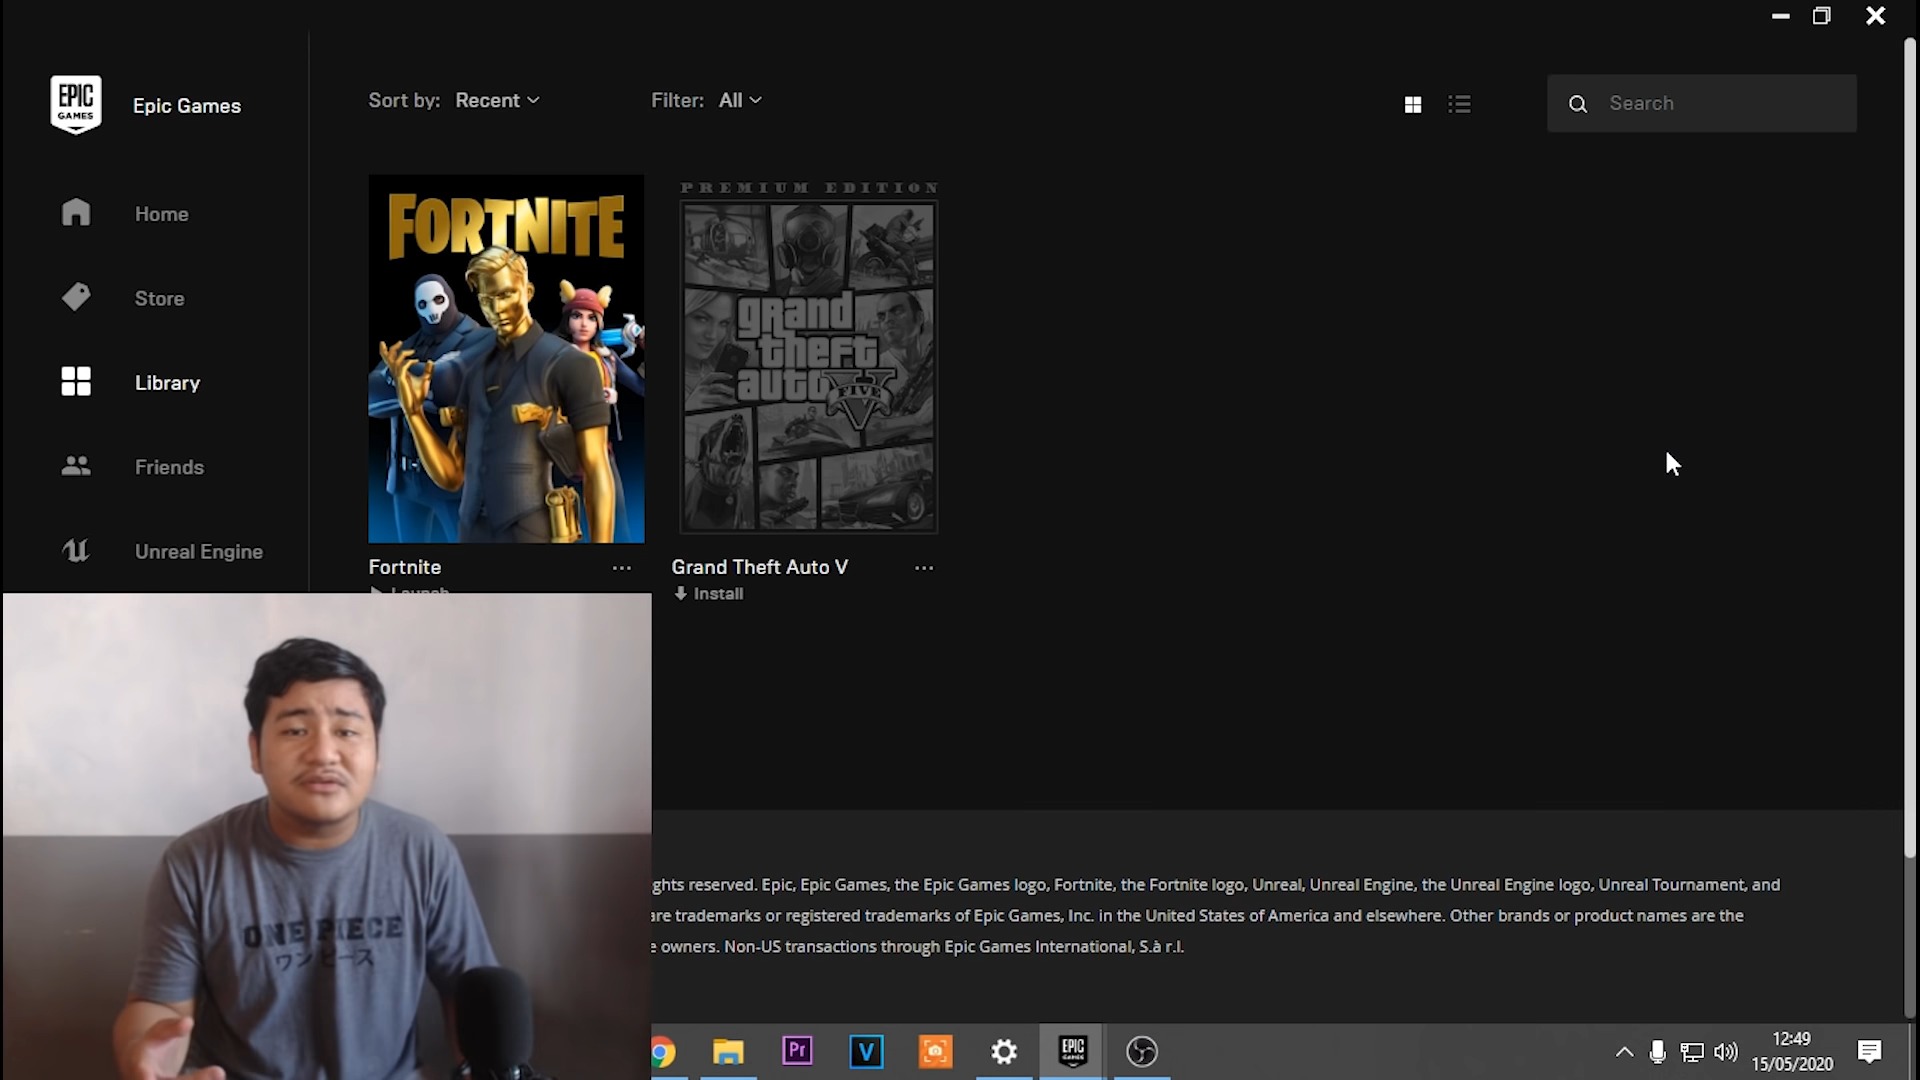 EPIC
GAMES
Epic Games
Sort by: Recent
Filter: All
Search
Home
Store
Library
Friends
Unreal Engine
FORTNITE
PREMIUM EDITION
grand
theft
auto
FIVE
V
Fortnite
Launch
Grand Theft Auto V
Install
ONE PIECE
ワンピース
ghts reserved. Epic, Epic Games, the Epic Games logo, Fortnite, the Fortnite logo, Unreal, Unreal Engine, the Unreal Engine logo, Unreal Tournament, and
are trademarks or registered trademarks of Epic Games, Inc. in the United States of America and elsewhere. Other brands or product names are the
e owners. Non-US transactions through Epic Games International, S.à r.l.
Pr
V
EPIC
GAMES
12:49
15/05/2020